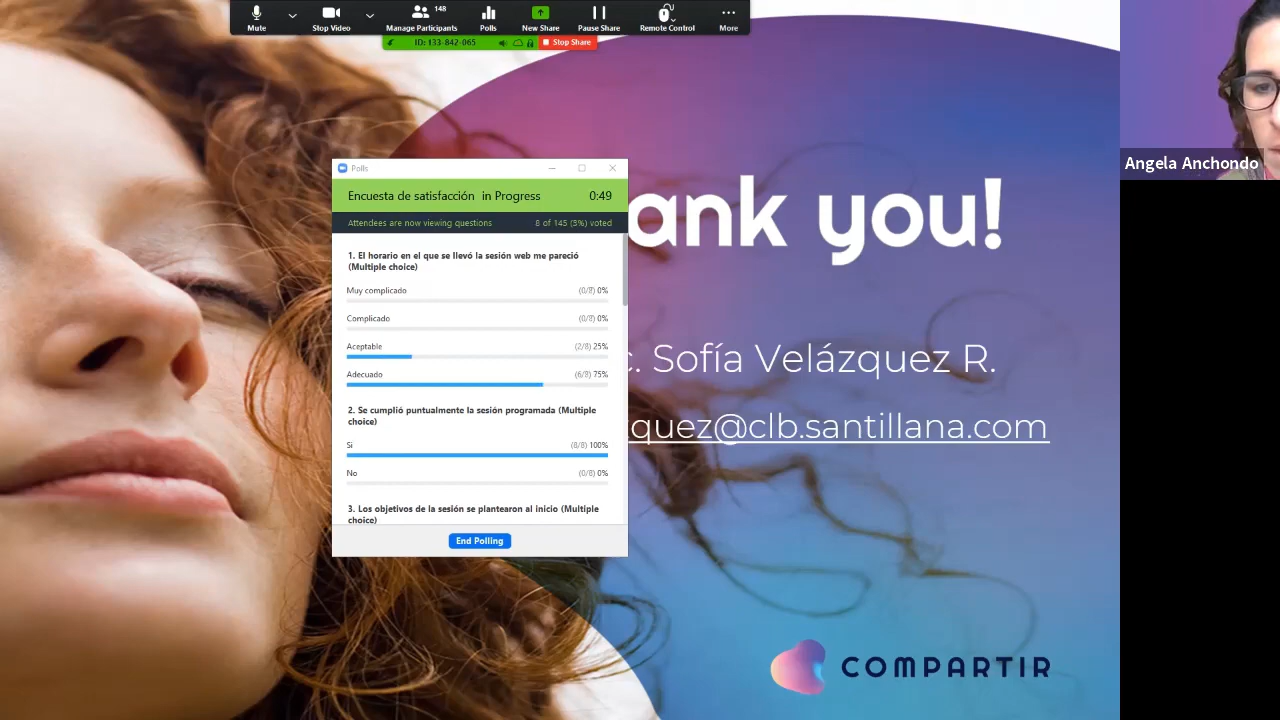 Mute
Stop Video
148
Manage Participants
Polls
New Share
Pause Share
Remote Control
More
ID: 133-842-065
Stop Share
Angela Anchondo
Polls
Encuesta de satisfacción in Progress 0:49
Attendees are now viewing questions 8 of 145 (3%) voted
1. El horario en el que se llevó la sesión web me pareció
(Multiple choice)
Muy complicado (0/8) 0%
Complicado (0/8) 0%
Aceptable (2/8) 25%
Adecuado (6/8) 75%
2. Se cumplió puntualmente la sesión programada (Multiple
choice)
Si (8/8) 100%
No (0/8) 0%
3. Los objetivos de la sesión se plantearon al inicio (Multiple
choice)
End Polling
ank you!
c. Sofía Velázquez R.
quez@clb.santillana.com
COMPARTIR